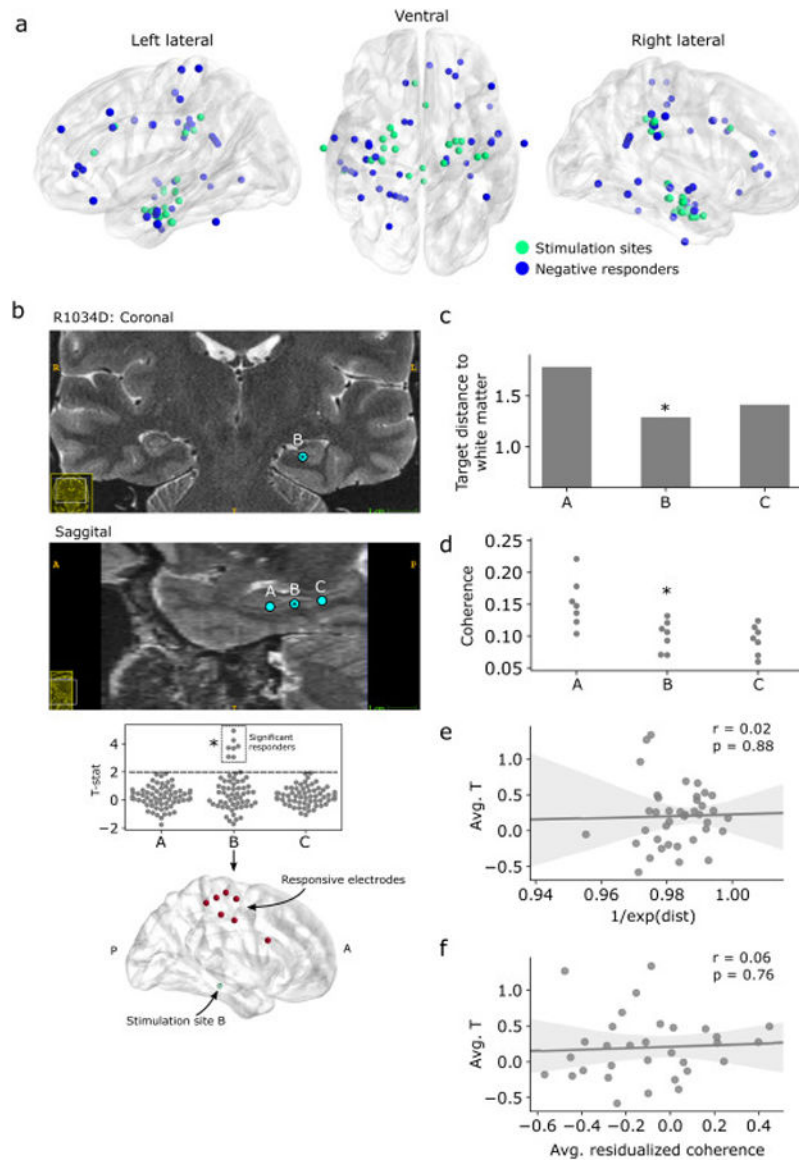 a
Left lateral
Ventral
Right lateral
Stimulation sites
Negative responders
b
R1034D: Coronal
R
L
B
Saggital
A
P
A
B
C
T-stat
4
2
0
−2
*
Significant
responders
A
B
C
Responsive electrodes
P
A
Stimulation site B
c
Target distance to
white matter
1.5
1.0
*
A
B
C
d
Coherence
0.25
0.20
0.15
0.10
0.05
*
A
B
C
e
r = 0.02
p = 0.88
Avg. T
1.5
1.0
0.5
0.0
−0.5
0.94
0.96
0.98
1.00
1/exp(dist)
f
r = 0.06
p = 0.76
Avg. T
1.5
1.0
0.5
0.0
−0.5
−0.6
−0.4
−0.2
0.0
0.2
0.4
Avg. residualized coherence